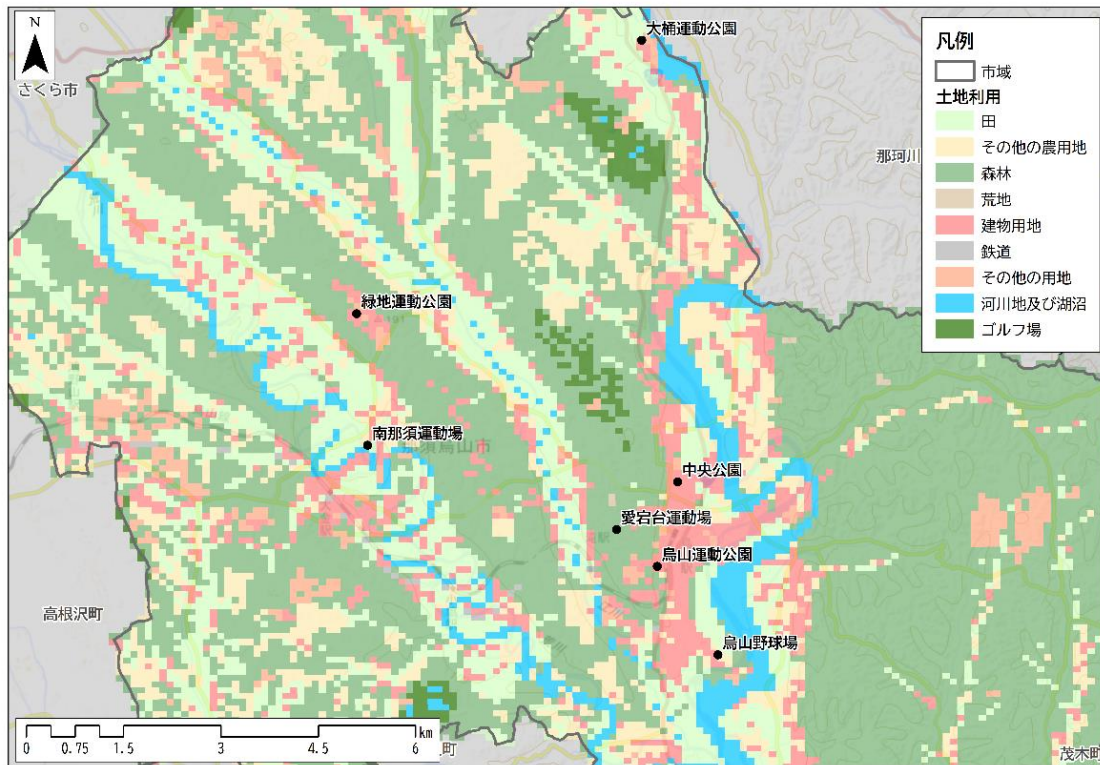 N
さくら市
大桶運動公園
那珂川
緑地運動公園
191
南那須運動場
那須烏山市
中央公園
愛宕台運動場
烏山運動公園
烏山野球場
高根沢町
町
茂木町
凡例
市域
土地利用
田
その他の農用地
森林
荒地
建物用地
鉄道
その他の用地
河川地及び湖沼
ゴルフ場
km
0 0.75 1.5 3 4.5 6